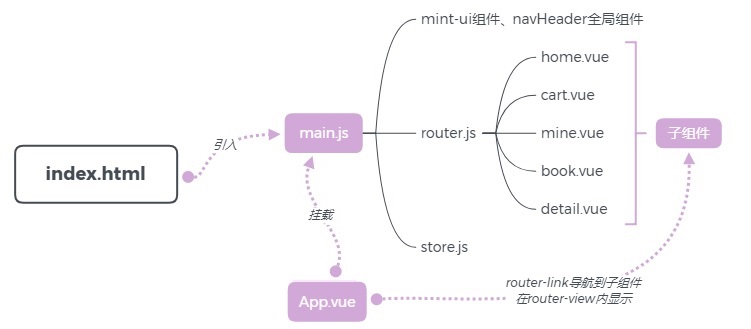 mint-ui组件、navHeader全局组件
home.vue
cart.vue
引入
main.js
router.js
mine.vue
子组件
index.html
book.vue
detail.vue
挂载
store.js
App.vue
router-link导航到子组件
在router-view内显示